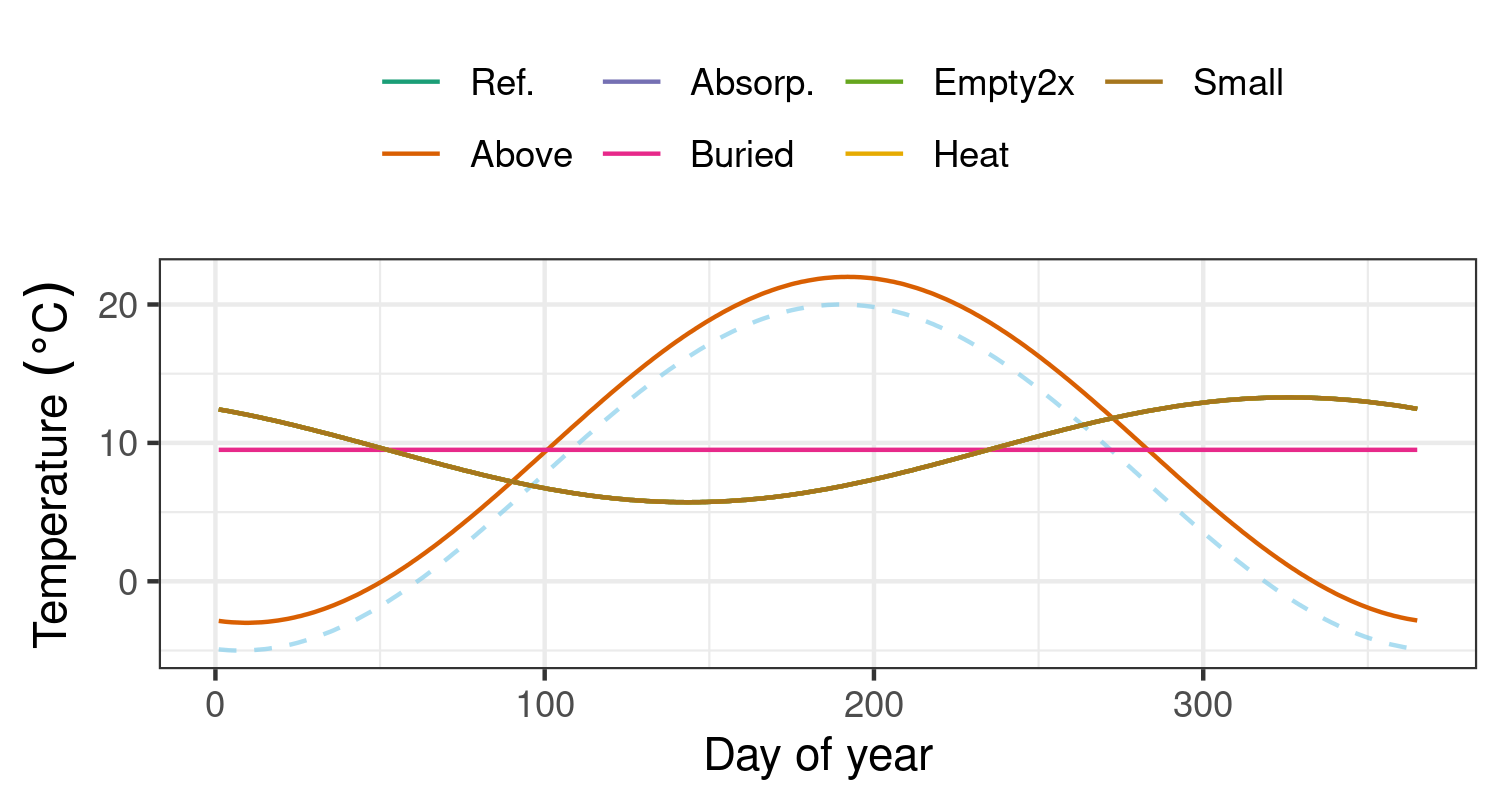 Ref. Absorp. Empty2x Small
Above Buried Heat
Temperature (°C)
20
10
0
0 100 200 300
Day of year